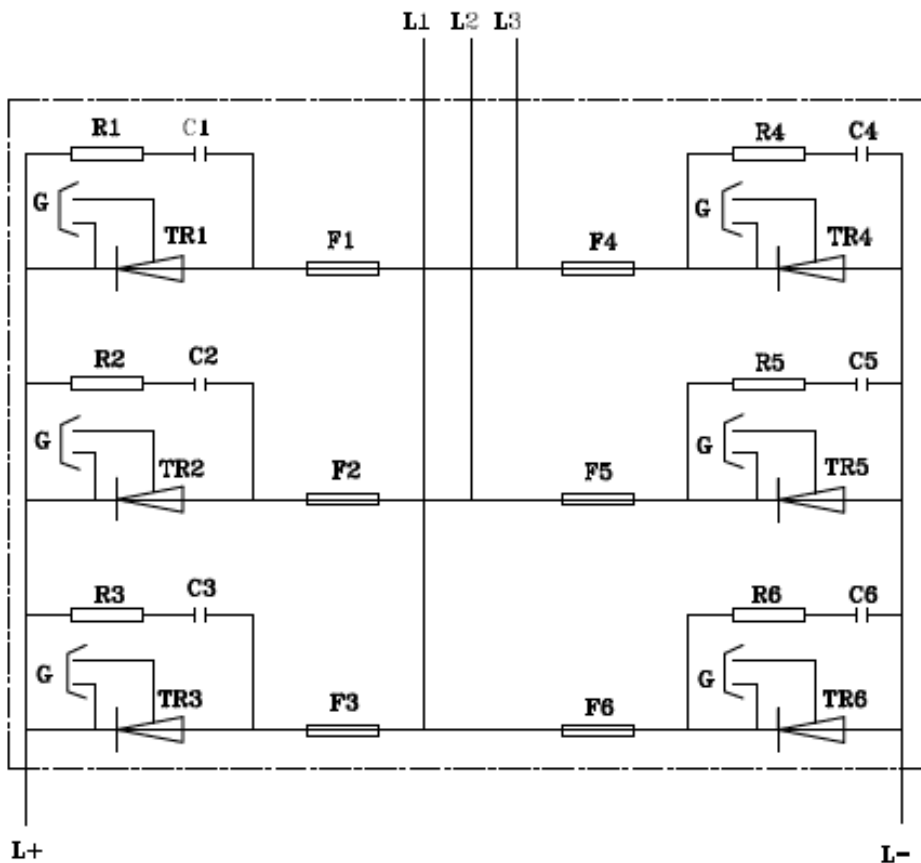 L1 L2 L3
R1 C1 R4 C4
G G
TR1 F1 F4 TR4
R2 C2 R5 C5
G G
TR2 F2 F5 TR5
R3 C3 R6 C6
G G
TR3 F3 F6 TR6
L+ L-